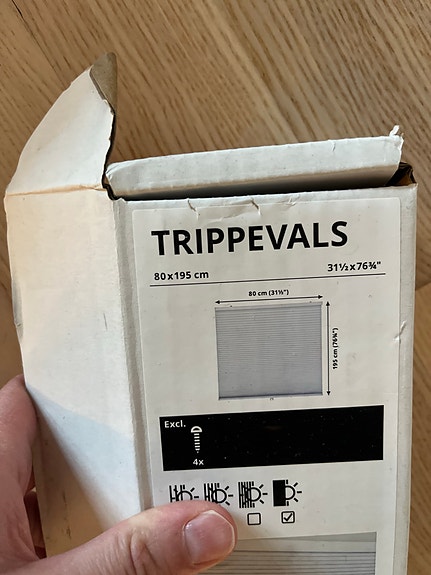 TRIPPEVALS
80x195 cm 31½x76¾"
80 cm (31½")
195 cm (76¾")
Excl.
4x